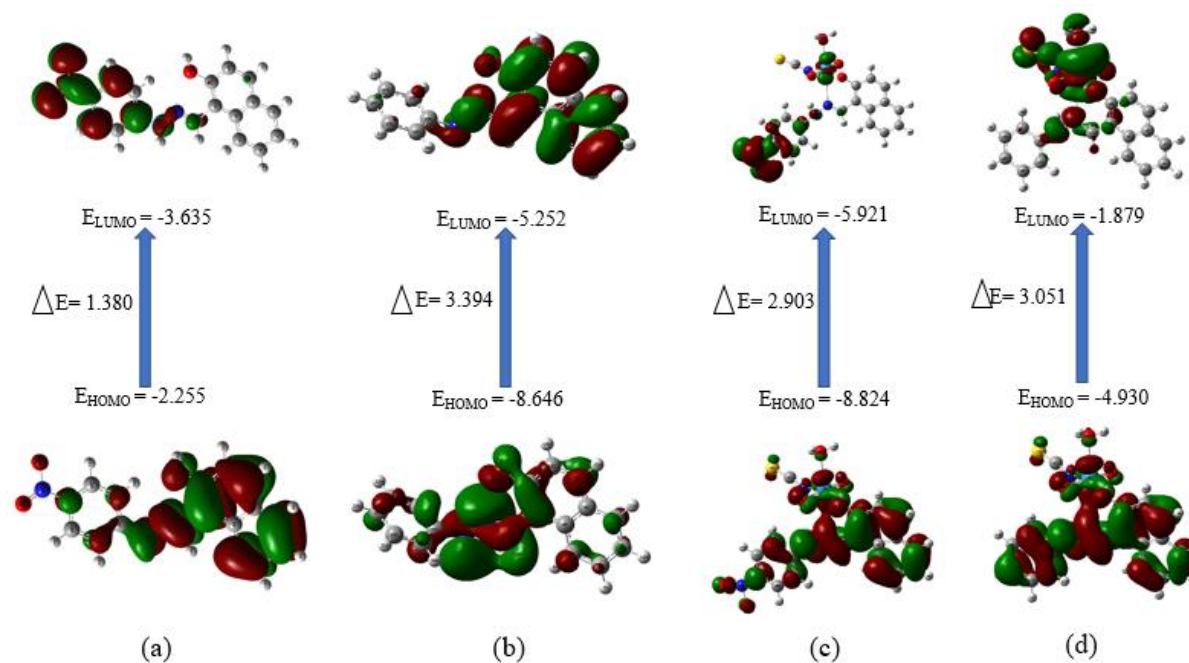 E_LUMO = -3.635
E_LUMO = -5.252
E_LUMO = -5.921
E_LUMO = -1.879
△ E= 1.380
△ E= 3.394
△ E= 2.903
△ E= 3.051
E_HOMO = -2.255
E_HOMO = -8.646
E_HOMO = -8.824
E_HOMO = -4.930
(a)
(b)
(c)
(d)